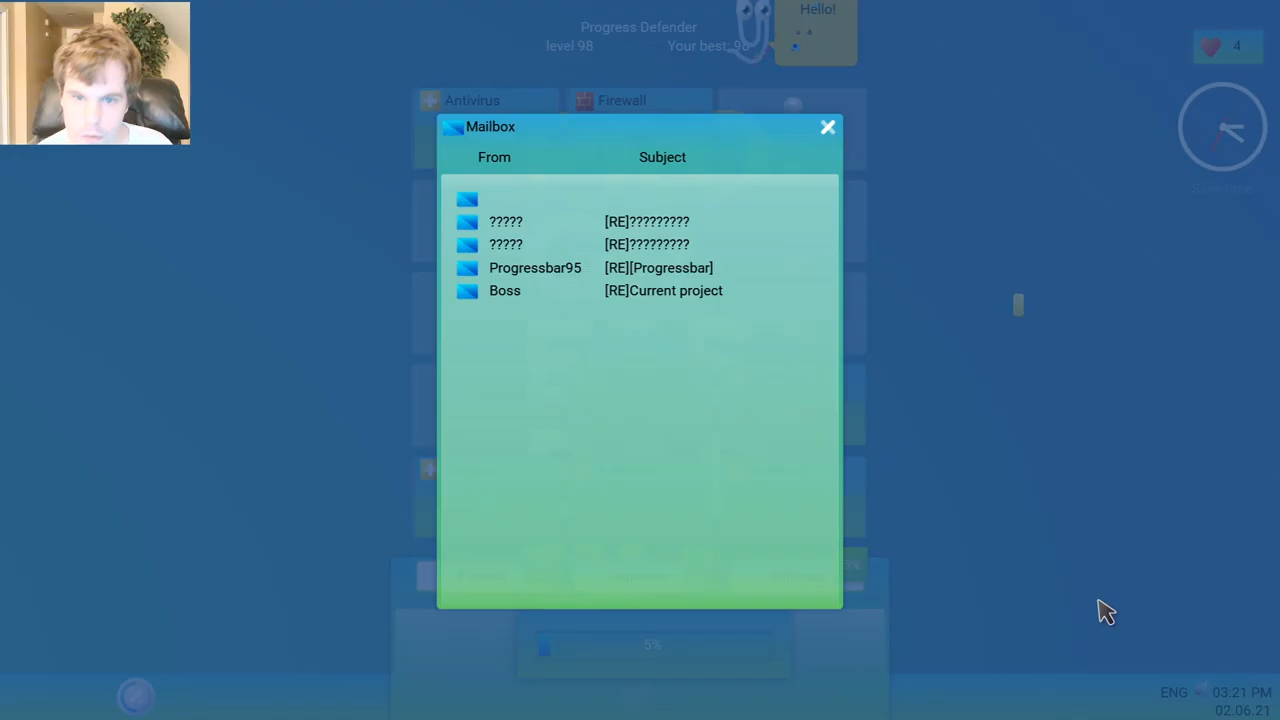 Progress Defender
level 98 Your best: 98
Hello!
4
Antivirus
Firewall
Mailbox
From Subject
????? [RE]?????????
????? [RE]?????????
Progressbar95 [RE][Progressbar]
Boss [RE]Current project
5%
ENG 03:21 PM
02.06.21